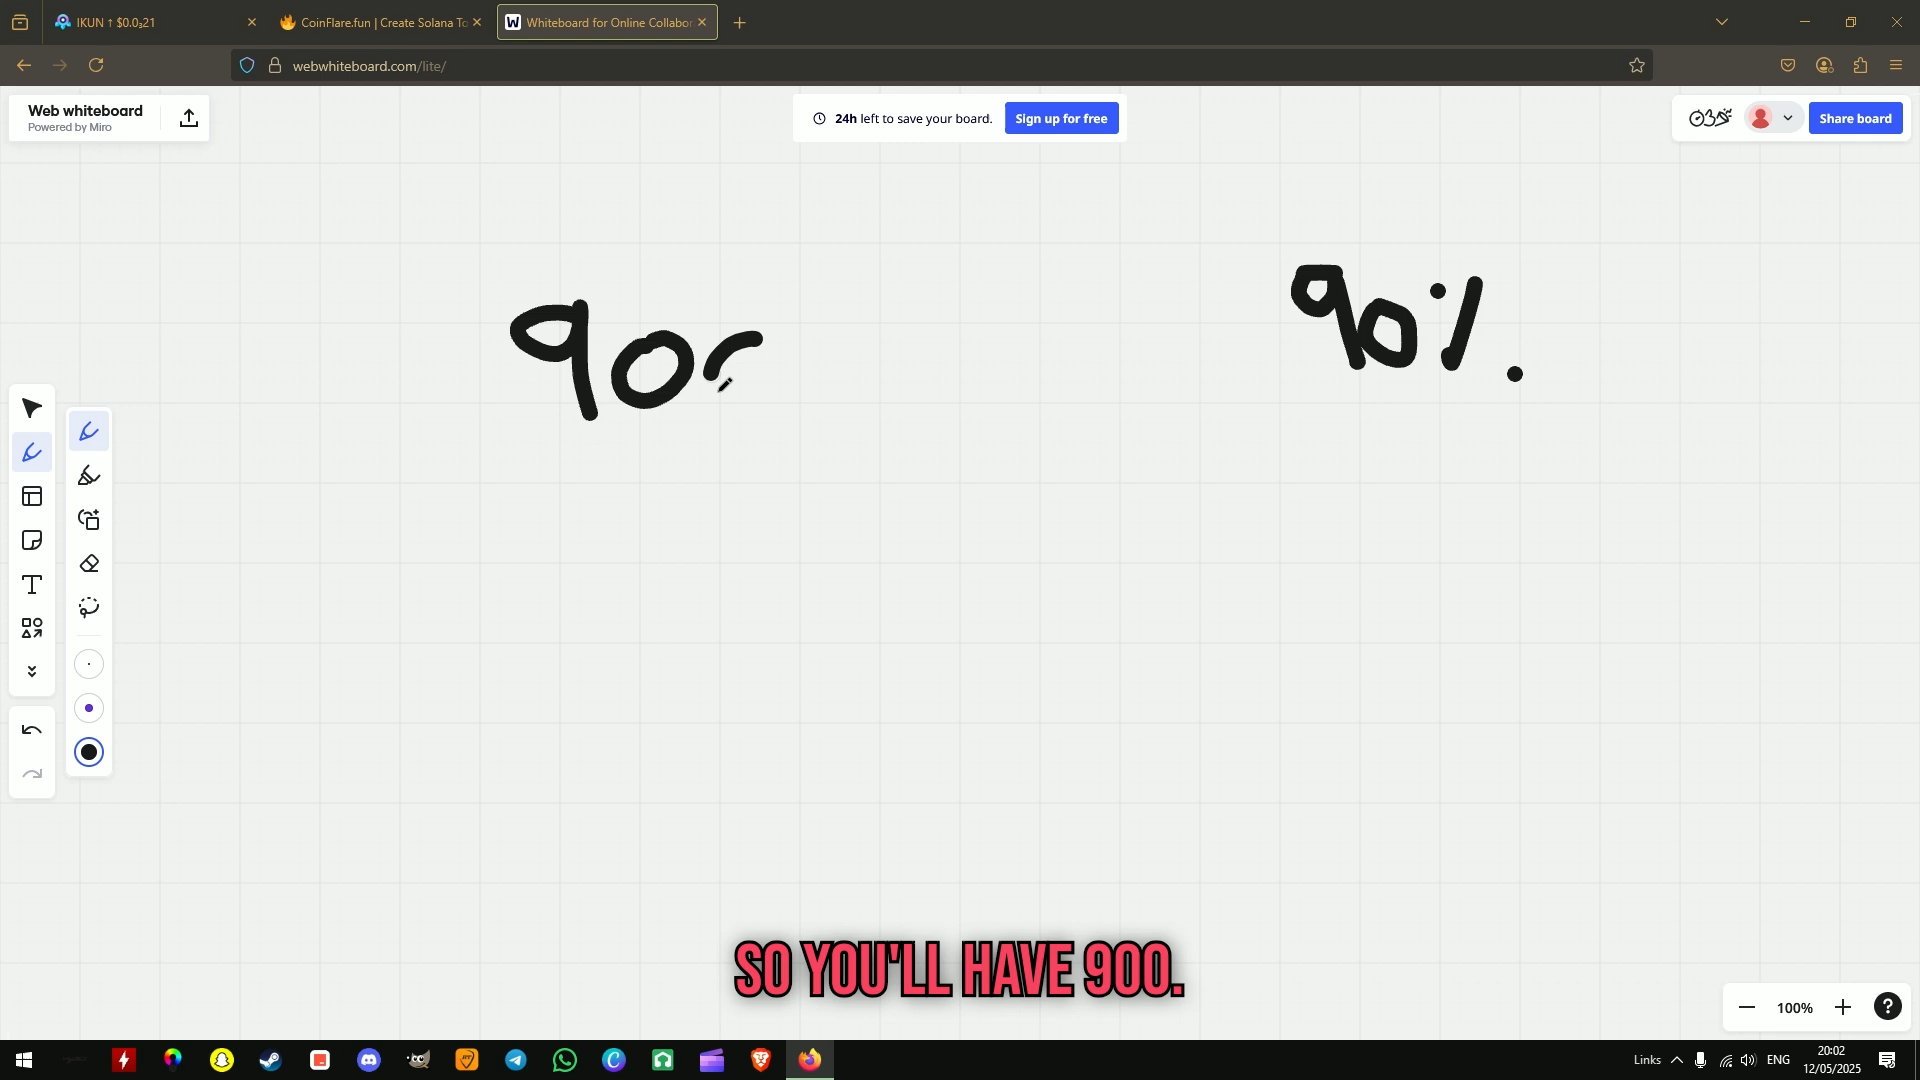 IKUN ↑ $0.0₃21
CoinFlare.fun | Create Solana To
Whiteboard for Online Collabor
webwhiteboard.com/lite/
Web whiteboard
Powered by Miro
24h left to save your board.
Sign up for free
Share board
90%.
90
SO YOU'LL HAVE 900.
100%
Links
ENG
20:02
12/05/2025